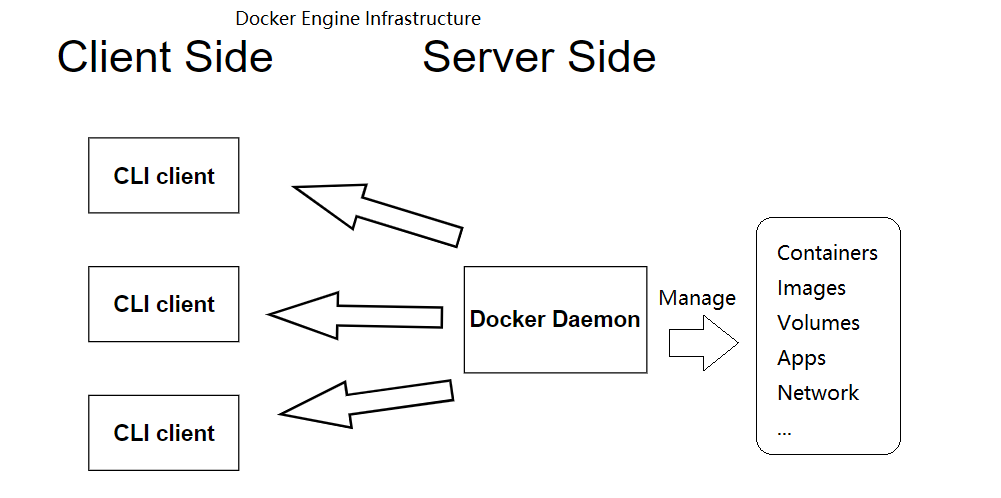 Docker Engine Infrastructure
Client Side
Server Side
CLI client
CLI client
CLI client
Docker Daemon
Manage
Containers
Images
Volumes
Apps
Network
...